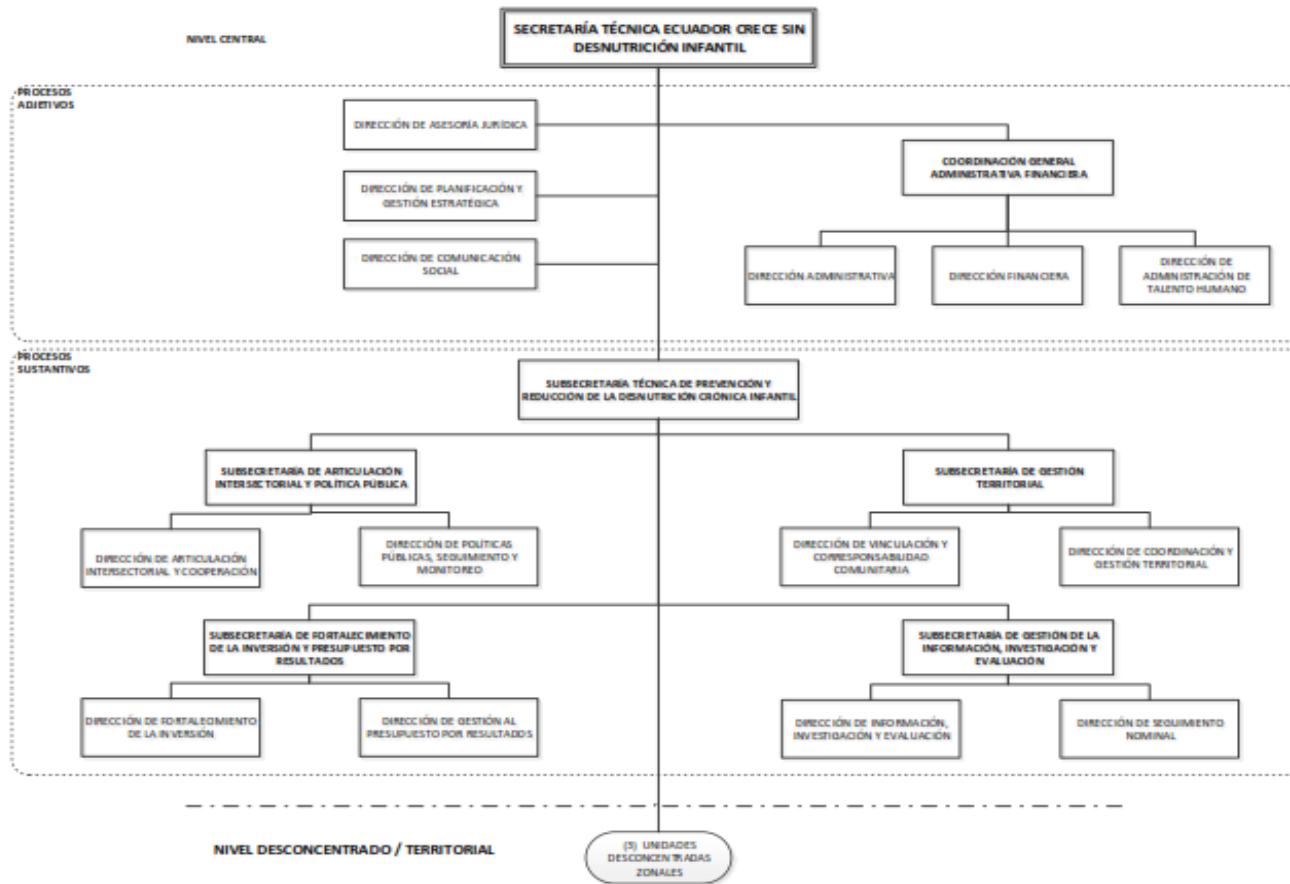 NIVEL CENTRAL
SECRETARÍA TÉCNICA ECUADOR CRECE SIN
DESNUTRICIÓN INFANTIL
PROCESOS
ADJETIVOS
DIRECCIÓN DE ASESORÍA JURÍDICA
COORDINACIÓN GENERAL
ADMINISTRATIVA FINANCIERA
DIRECCIÓN DE PLANIFICACIÓN Y
GESTIÓN ESTRATÉGICA
DIRECCIÓN DE COMUNICACIÓN
SOCIAL
DIRECCIÓN ADMINISTRATIVA
DIRECCIÓN FINANCIERA
DIRECCIÓN DE
ADMINISTRACIÓN DE
TALENTO HUMANO
PROCESOS
SUSTANTIVOS
SUBSECRETARÍA TÉCNICA DE PREVENCIÓN Y
REDUCCIÓN DE LA DESNUTRICIÓN CRÓNICA INFANTIL
SUBSECRETARÍA DE ARTICULACIÓN
INTERSECTORIAL Y POLÍTICA PÚBLICA
SUBSECRETARÍA DE GESTIÓN
TERRITORIAL
DIRECCIÓN DE ARTICULACIÓN
INTERSECTORIAL Y COOPERACIÓN
DIRECCIÓN DE POLÍTICAS
PÚBLICAS, SEGUIMIENTO Y
MONITOREO
DIRECCIÓN DE VINCULACIÓN Y
CORRESPONSABILIDAD
COMUNITARIA
DIRECCIÓN DE COORDINACIÓN Y
GESTIÓN TERRITORIAL
SUBSECRETARÍA DE FORTALECIMIENTO
DE LA INVERSIÓN Y PRESUPUESTO POR
RESULTADOS
SUBSECRETARÍA DE GESTIÓN DE LA
INFORMACIÓN, INVESTIGACIÓN Y
EVALUACIÓN
DIRECCIÓN DE FORTALECIMIENTO
DE LA INVERSIÓN
DIRECCIÓN DE GESTIÓN AL
PRESUPUESTO POR RESULTADOS
DIRECCIÓN DE INFORMACIÓN,
INVESTIGACIÓN Y EVALUACIÓN
DIRECCIÓN DE SEGUIMIENTO
NOMINAL
NIVEL DESCONCENTRADO / TERRITORIAL
(3) UNIDADES
DESCONCENTRADAS
ZONALES